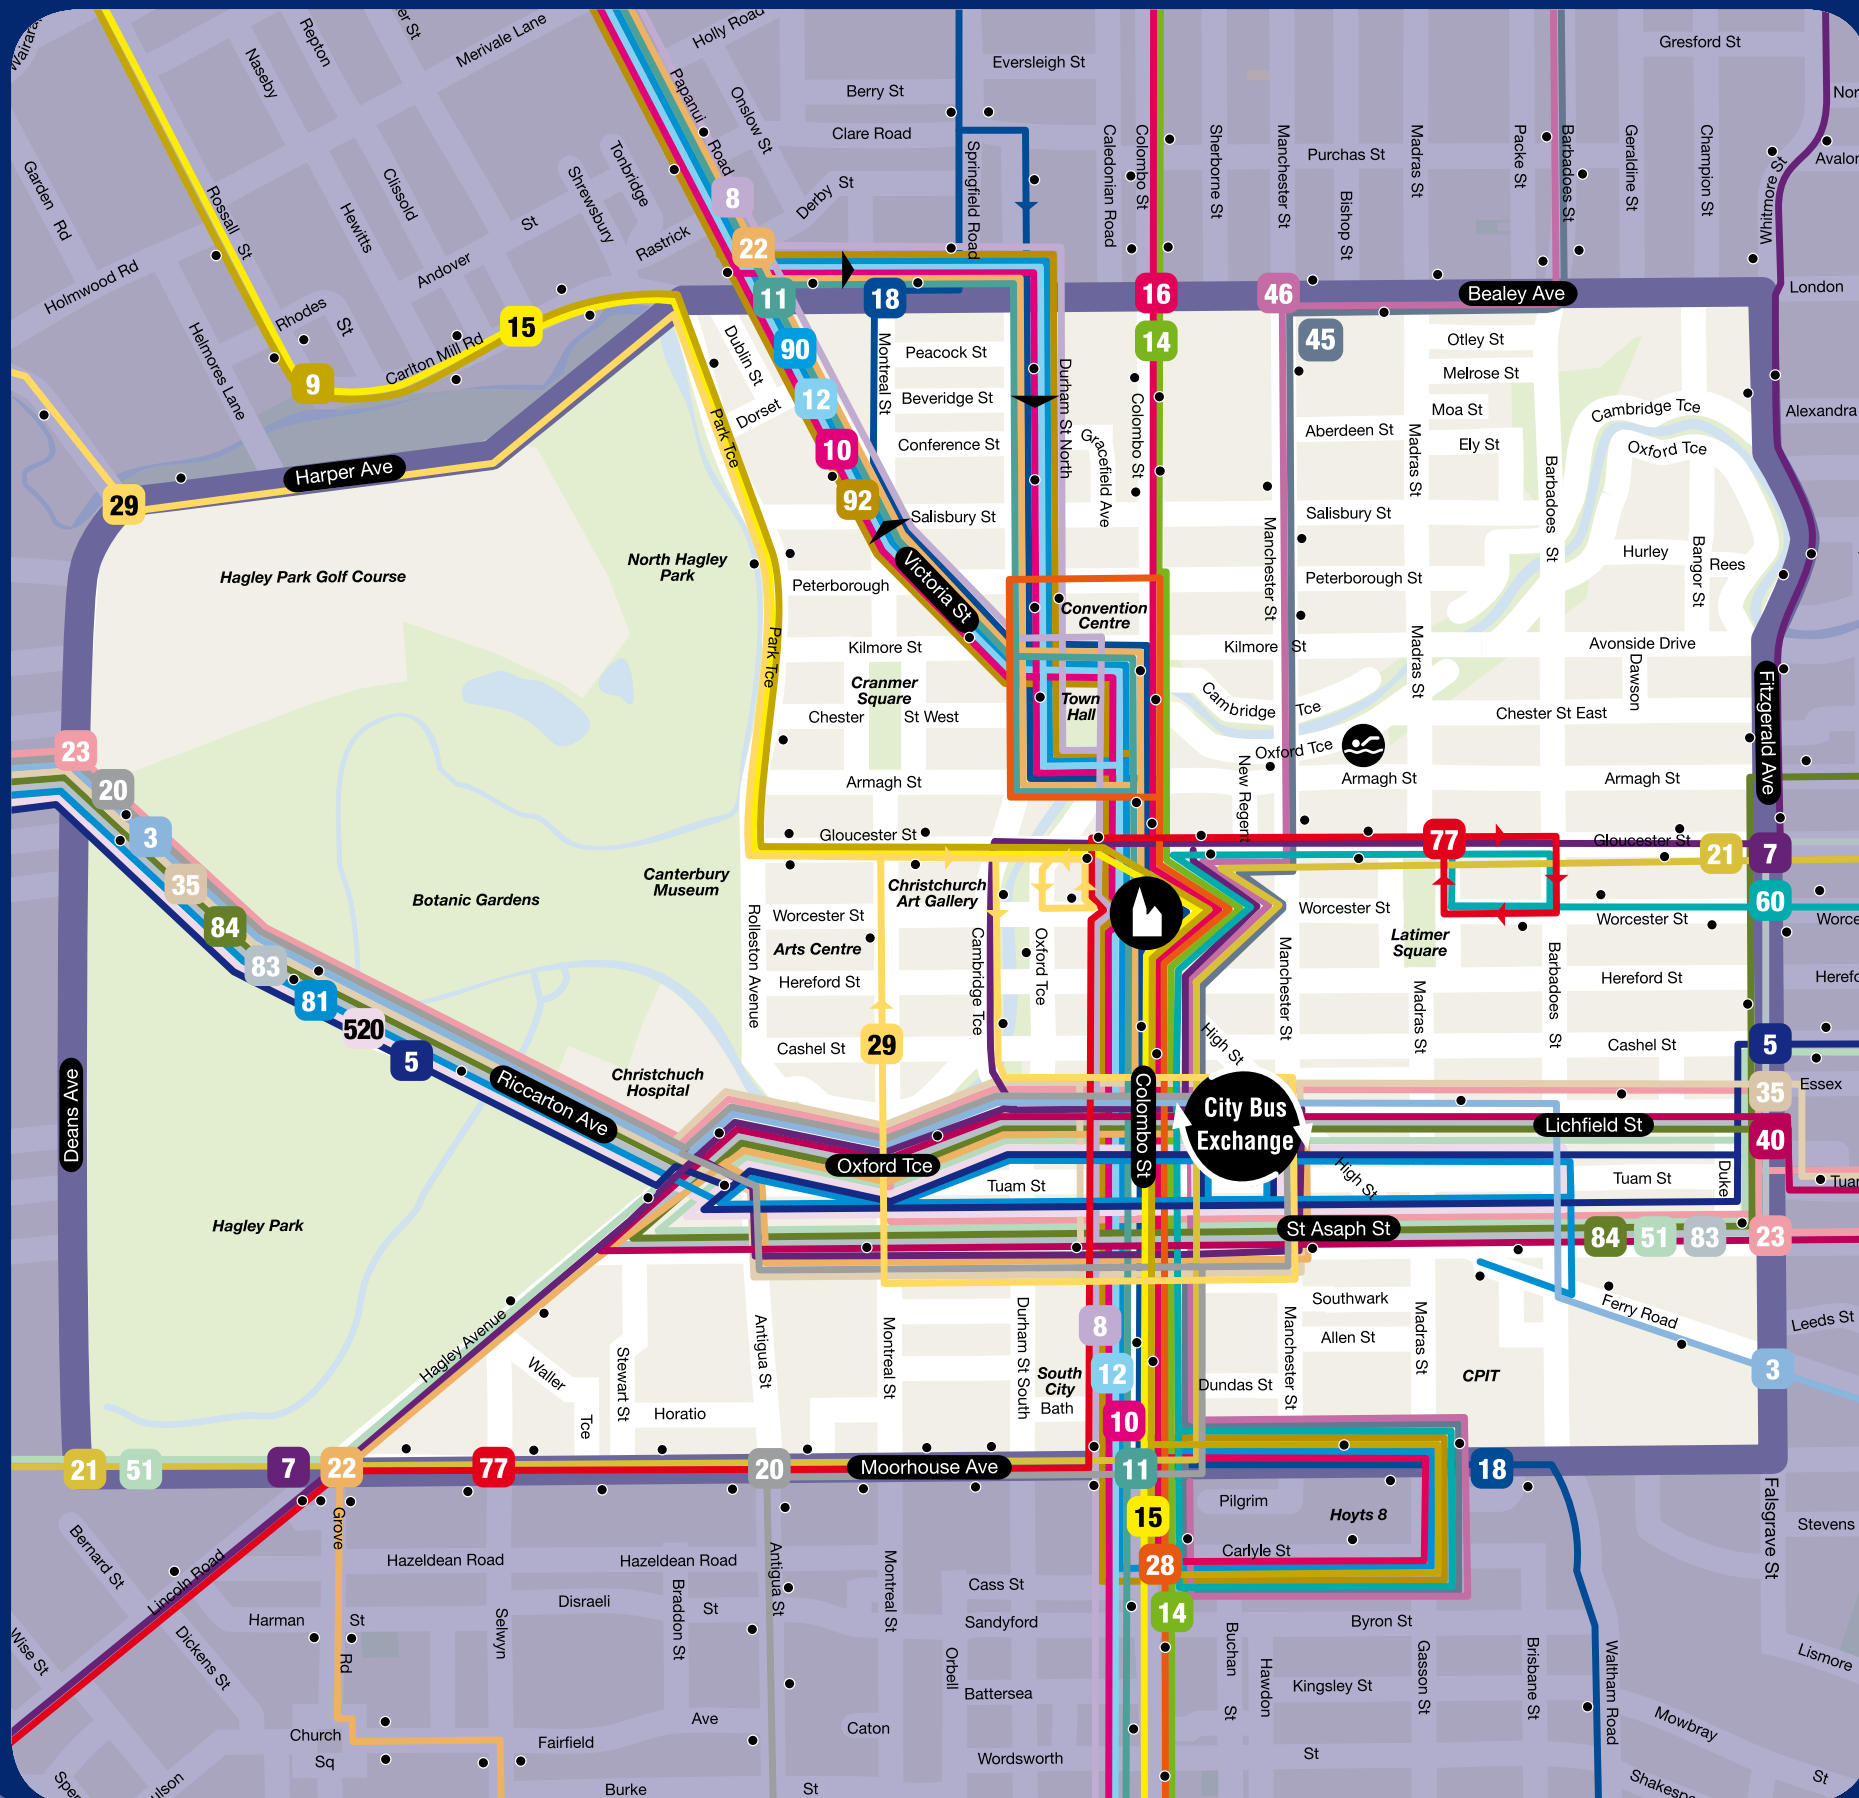 Naseby
Repton
Merivale Lane
Holly Road
Papanui Road
Onslow St
Eversleigh St
Gresford St
Berry St
Clare Road
Springfield Road
Caledonian Road
Colombo St
Sherborne St
Manchester St
Purchas St
Bishop St
Madras St
Packe St
Barbadoes St
Geraldine St
Champion St
Whitmore St
Avalon
Garden Rd
Holmwood Rd
Rossall St
Clissold
Hewitts
Andover St
Shrewsbury
Tonbridge
Rastrick
Derby St
8
22
11
18
16
46
Bealey Ave
London
Rhodes St
Helmores Lane
Carlton Mill Rd
15
9
Dublin St
Dorset
Park Tce
90
12
10
92
Montreal St
Peacock St
Beveridge St
Conference St
Salisbury St
Durham St North
Gracefield Ave
Colombo St
14
45
Otley St
Melrose St
Moa St
Aberdeen St
Ely St
Madras St
Salisbury St
Manchester St
Peterborough St
Cambridge Tce
Oxford Tce
Barbadoes St
Hurley
Bangor St
Rees
Alexandra
Harper Ave
29
Hagley Park Golf Course
North Hagley
Park
Peterborough
Victoria St
Convention
Centre
Kilmore St
Kilmore St
Avonside Drive
Dawson
Madras St
Park Tce
Cranmer
Square
Chester St West
Town
Hall
Cambridge Tce
Oxford Tce
Chester St East
Fitzgerald Ave
Armagh St
New Regent
Armagh St
Armagh St
23
20
3
35
84
83
81
520
5
Gloucester St
77
Gloucester St
21
7
60
Canterbury
Museum
Christchurch
Art Gallery
Botanic Gardens
Worcester St
Worcester St
Worcester St
Arts Centre
Latimer
Square
Rolleston Avenue
Hereford St
Hereford St
Cambridge Tce
Oxford Tce
Manchester St
Madras St
Barbadoes St
29
Cashel St
High St
Cashel St
5
Deans Ave
Christchuch
Hospital
Riccarton Ave
Colombo St
City Bus
Exchange
35
Essex
Lichfield St
40
Oxford Tce
Tuam St
High St
Tuam St
Duke
Hagley Park
St Asaph St
84
51
83
23
Southwark
Ferry Road
Leeds St
Allen St
Hagley Avenue
Waller Tce
Stewart St
Antigua St
Montreal St
Durham St South
8
12
South
City
Bath
Dundas St
Manchester St
Madras St
CPIT
3
10
Horatio
21
51
7
22
77
20
Moorhouse Ave
11
18
Grove Rd
15
28
14
Pilgrim
Hoyts 8
Carlyle St
Falsgrave St
Stevens
Bernard St
Lincoln Road
Hazeldean Road
Hazeldean Road
Antigua St
Montreal St
Cass St
Harman St
Disraeli St
Braddon St
Selwyn
Sandyford
Byron St
Wise St
Dickens St
Orbell
Buchan St
Hawdon
Gasson St
Brisbane St
Waltham Road
Lismore
Battersea
Kingsley St
Mowbray
Church
Sq
Fairfield Ave
Caton
Wordsworth St
Burke St
St